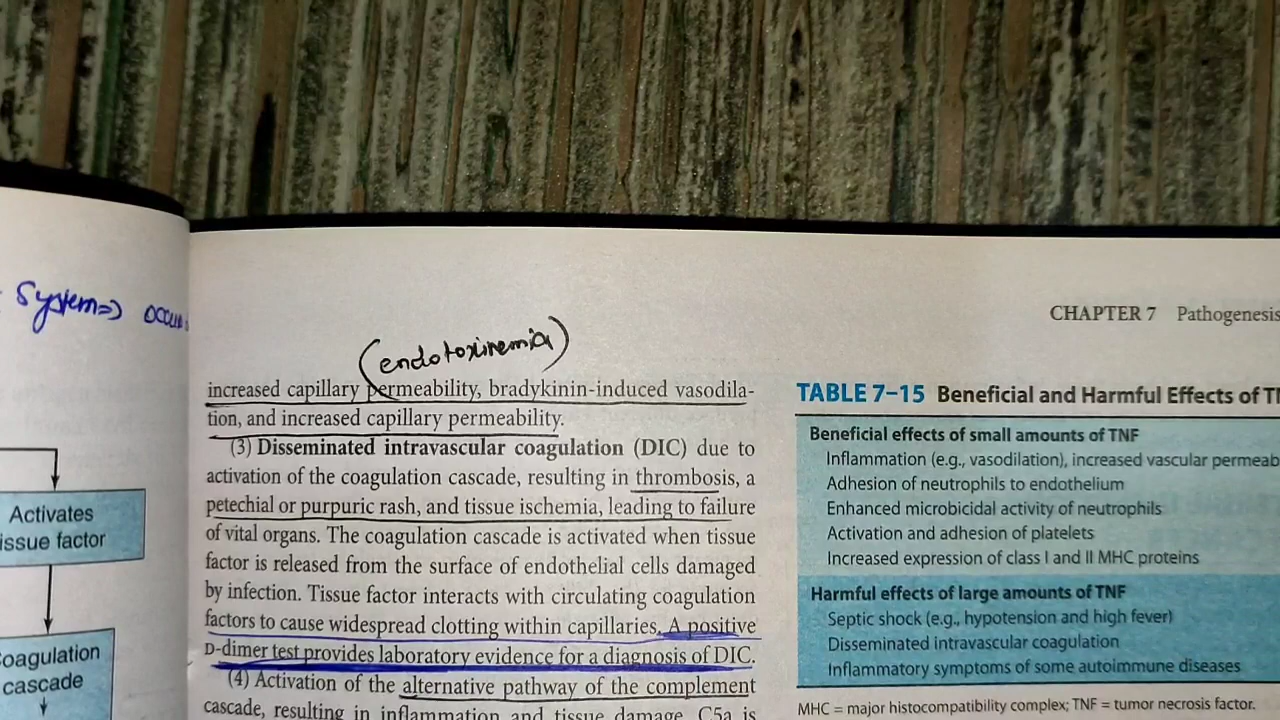 System=>
CHAPTER 7 Pathogenesis
(endotoxinemia)
increased capillary permeability, bradykinin-induced vasodila-
tion, and increased capillary permeability.
(3) Disseminated intravascular coagulation (DIC) due to
activation of the coagulation cascade, resulting in thrombosis, a
petechial or purpuric rash, and tissue ischemia, leading to failure
of vital organs. The coagulation cascade is activated when tissue
factor is released from the surface of endothelial cells damaged
by infection. Tissue factor interacts with circulating coagulation
factors to cause widespread clotting within capillaries. A positive
D-dimer test provides laboratory evidence for a diagnosis of DIC.
(4) Activation of the alternative pathway of the complement
cascade, resulting in inflammation and tissue damage. C5a is
Activates
issue factor
oagulation
cascade
TABLE 7–15 Beneficial and Harmful Effects of T
Beneficial effects of small amounts of TNF
Inflammation (e.g., vasodilation), increased vascular permeab
Adhesion of neutrophils to endothelium
Enhanced microbicidal activity of neutrophils
Activation and adhesion of platelets
Increased expression of class I and II MHC proteins
Harmful effects of large amounts of TNF
Septic shock (e.g., hypotension and high fever)
Disseminated intravascular coagulation
Inflammatory symptoms of some autoimmune diseases
MHC = major histocompatibility complex; TNF = tumor necrosis factor.